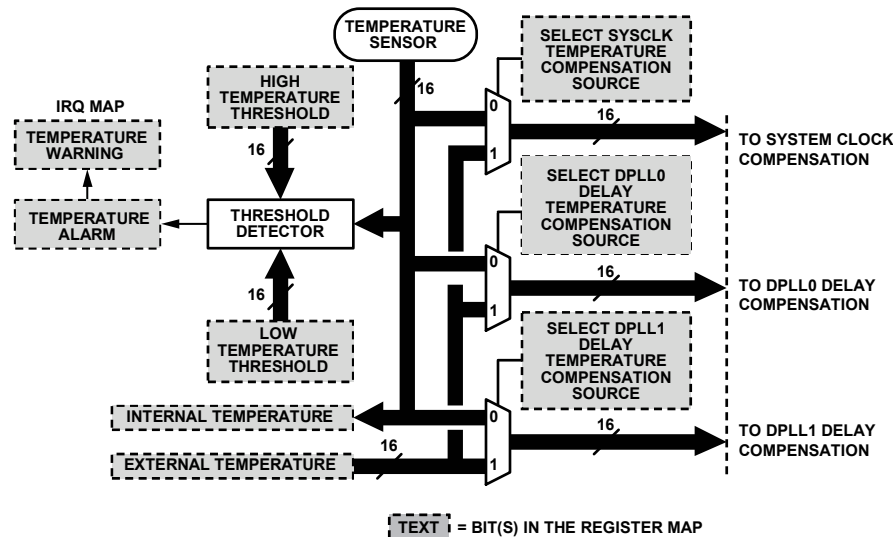 TEMPERATURE
SENSOR
16
SELECT SYSCLK
TEMPERATURE
COMPENSATION
SOURCE
HIGH
TEMPERATURE
THRESHOLD
16
IRQ MAP
TEMPERATURE
WARNING
TEMPERATURE
ALARM
THRESHOLD
DETECTOR
16
LOW
TEMPERATURE
THRESHOLD
0
1
16
TO SYSTEM CLOCK
COMPENSATION
SELECT DPLL0
DELAY
TEMPERATURE
COMPENSATION
SOURCE
0
1
16
TO DPLL0 DELAY
COMPENSATION
SELECT DPLL1
DELAY
TEMPERATURE
COMPENSATION
SOURCE
INTERNAL TEMPERATURE
EXTERNAL TEMPERATURE
16
0
1
16
TO DPLL1 DELAY
COMPENSATION
TEXT = BIT(S) IN THE REGISTER MAP